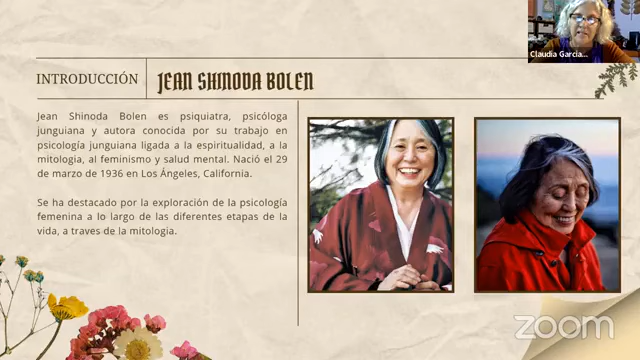 Claudia García...
INTRODUCCIÓN
JEAN SHINODA BOLEN
Jean Shinoda Bolen es psiquiatra, psicóloga
junguiana y autora conocida por su trabajo en
psicología junguiana ligada a la espiritualidad, a la
mitologia, al feminismo y salud mental. Nació el 29
de marzo de 1936 en Los Ángeles, California.
Se ha destacado por la exploración de la psicología
femenina a lo largo de las diferentes etapas de la
vida, a traves de la mitologia.
zoom